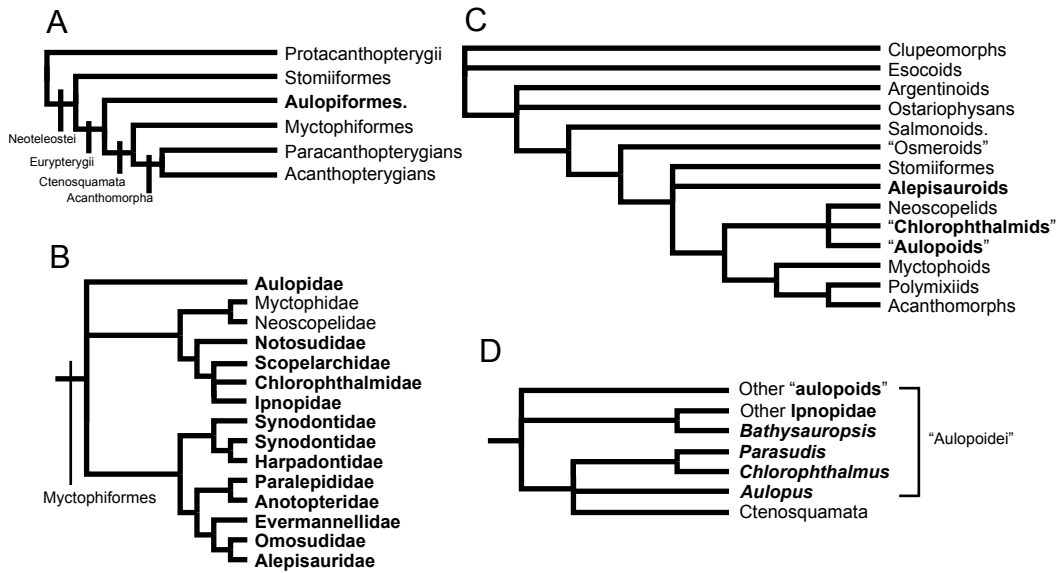 A
Protacanthopterygii
Stomiiformes
Aulopiformes.
Myctophiformes
Paracanthopterygians
Acanthopterygians
Neoteleostei
Eurypterygii
Ctenosquamata
Acanthomorpha
B
Aulopidae
Myctophidae
Neoscopelidae
Notosudidae
Scopelarchidae
Chlorophthalmidae
Ipnopidae
Synodontidae
Synodontidae
Harpadontidae
Paralepididae
Anotopteridae
Evermannellidae
Omosudidae
Alepisauridae
Myctophiformes
C
Clupeomorphs
Esocoids
Argentinoids
Ostariophysans
Salmonoids.
“Osmeroids”
Stomiiformes
Alepisauroids
Neoscopelids
“Chlorophthalmids”
“Aulopoids”
Myctophoids
Polymixiids
Acanthomorphs
D
Other “aulopoids”
Other Ipnopidae
Bathysauropsis
Parasudis
Chlorophthalmus
Aulopus
Ctenosquamata
“Aulopoidei”